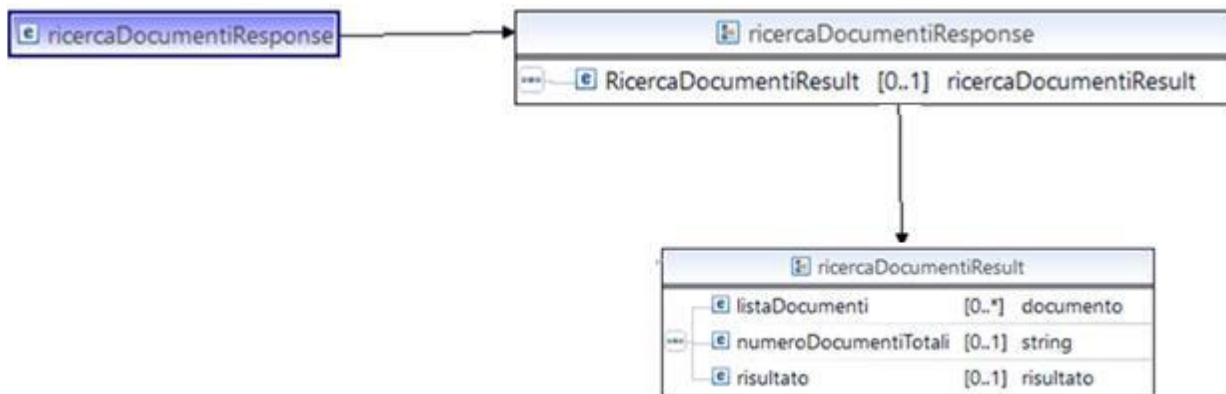 ricercaDocumentiResponse
ricercaDocumentiResponse
RicercaDocumentiResult [0..1] ricercaDocumentiResult
ricercaDocumentiResult
listaDocumenti [0..*] documento
numeroDocumentiTotali [0..1] string
risultato [0..1] risultato